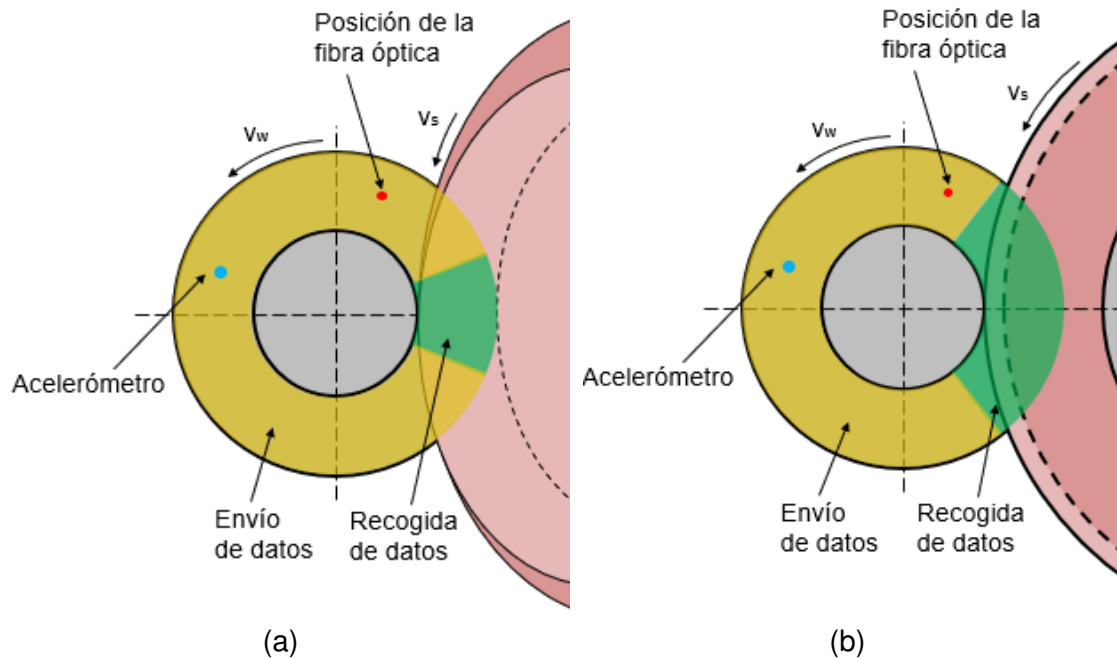 Posición de la
fibra óptica
vs
vw
Acelerómetro
Envío
de datos
Recogida
de datos
(a)
Posición de la
fibra óptica
vs
vw
Acelerómetro
Envío
de datos
Recogida
de datos
(b)